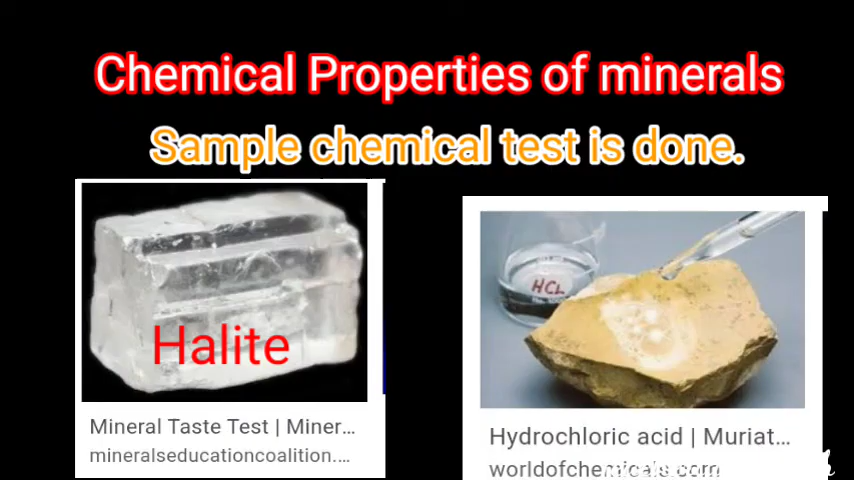 Chemical Properties of minerals
Sample chemical test is done.
Halite
Mineral Taste Test | Miner...
mineralseducationcoalition....
HCL
Hydrochloric acid | Muriat...
worldofchemicals.com